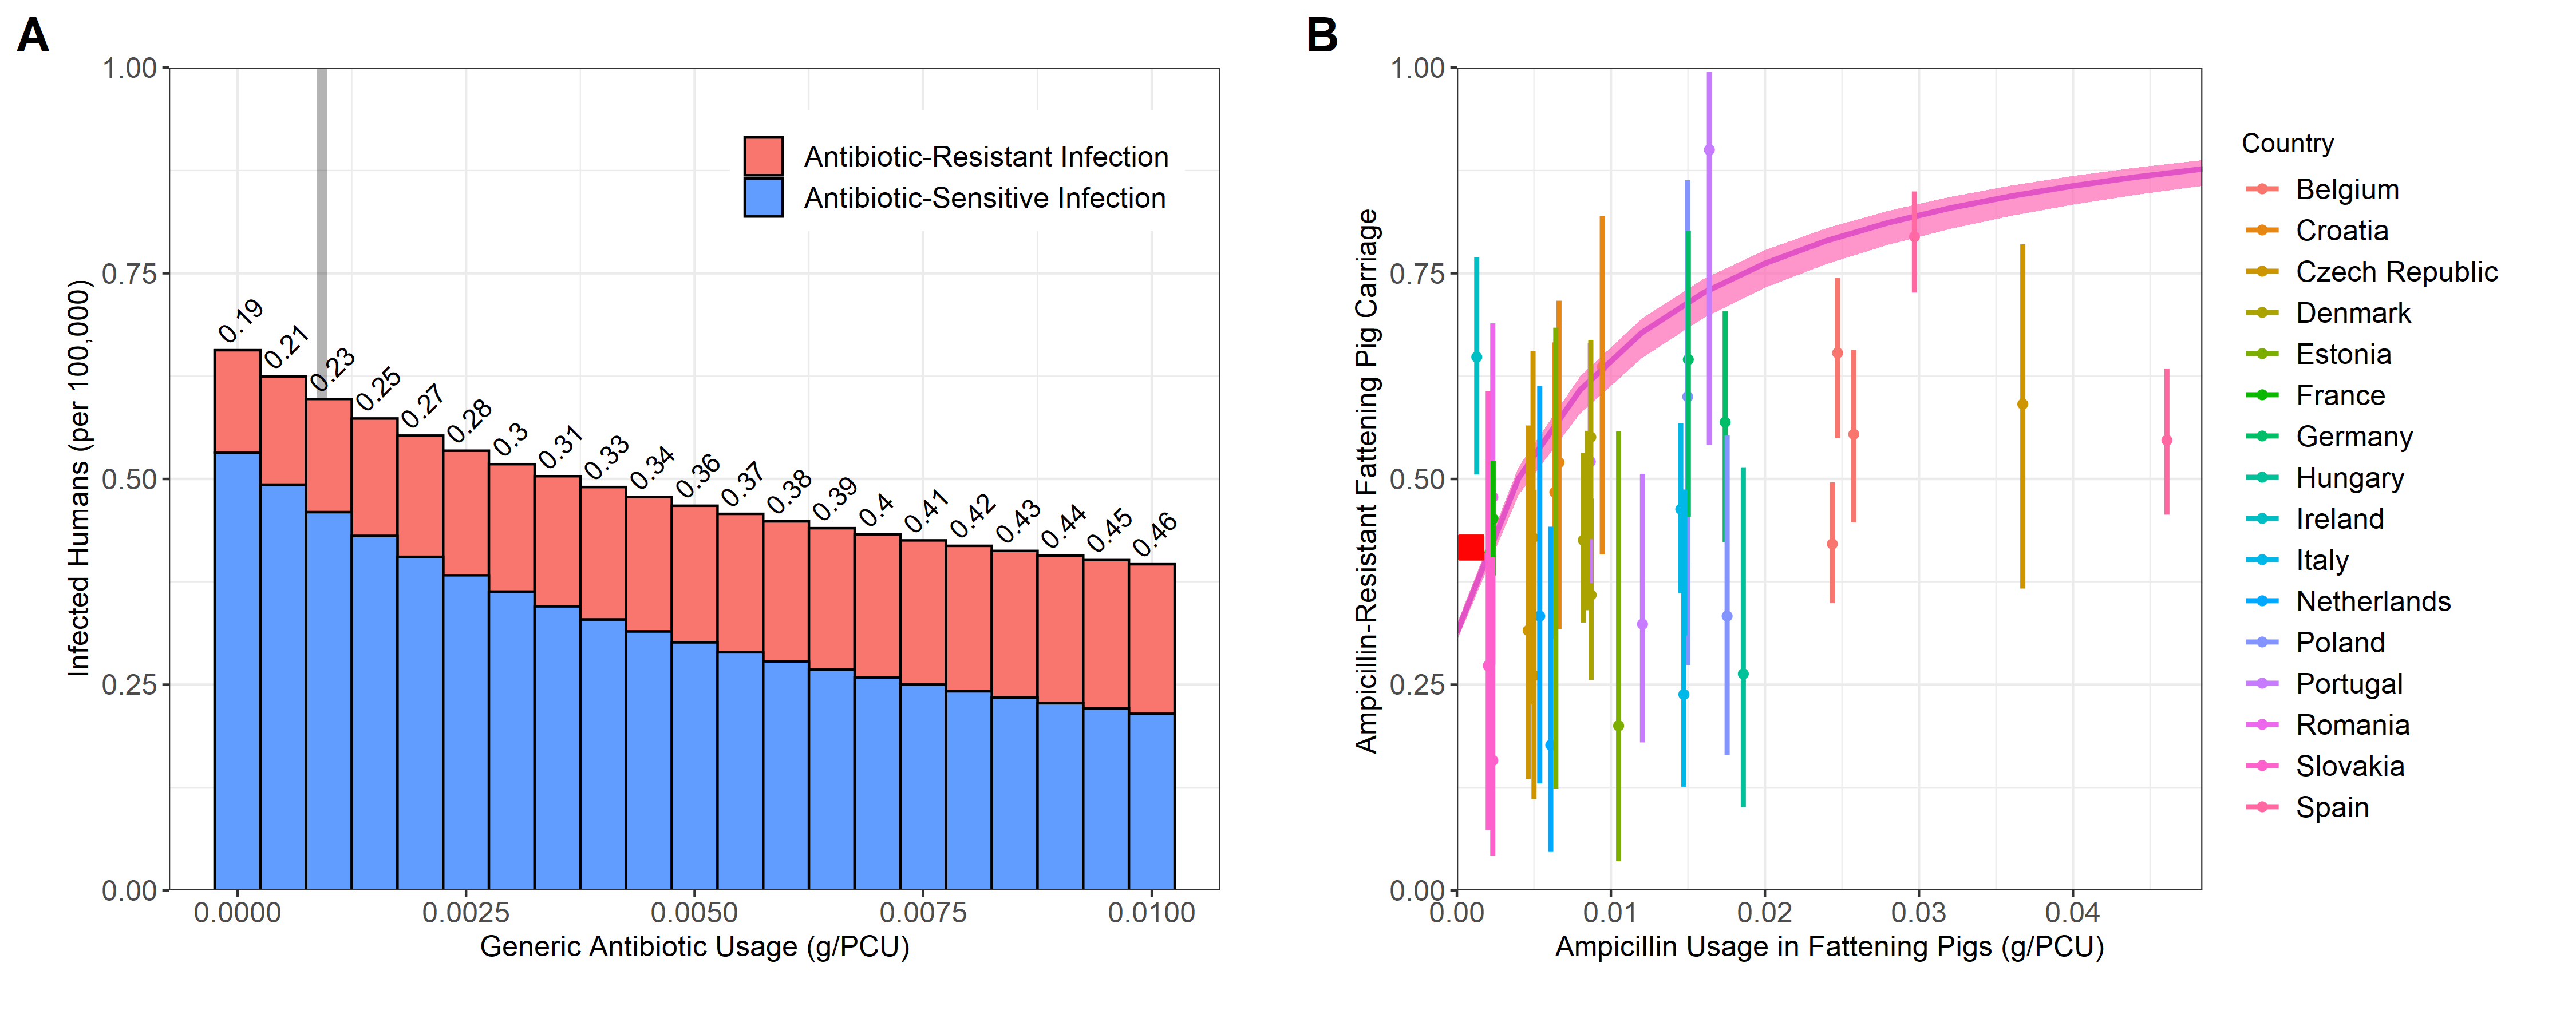 A
B
1.00
0.75
0.50
0.25
0.00
Infected Humans (per 100,000)
0.19
0.21
0.23
0.25
0.27
0.28
0.3
0.31
0.33
0.34
0.36
0.37
0.38
0.39
0.4
0.41
0.42
0.43
0.44
0.45
0.46
Antibiotic-Resistant Infection
Antibiotic-Sensitive Infection
0.0000 0.0025 0.0050 0.0075 0.0100
Generic Antibiotic Usage (g/PCU)
1.00
0.75
0.50
0.25
0.00
Ampicillin-Resistant Fattening Pig Carriage
0.00 0.01 0.02 0.03 0.04
Ampicillin Usage in Fattening Pigs (g/PCU)
Country
Belgium
Croatia
Czech Republic
Denmark
Estonia
France
Germany
Hungary
Ireland
Italy
Netherlands
Poland
Portugal
Romania
Slovakia
Spain